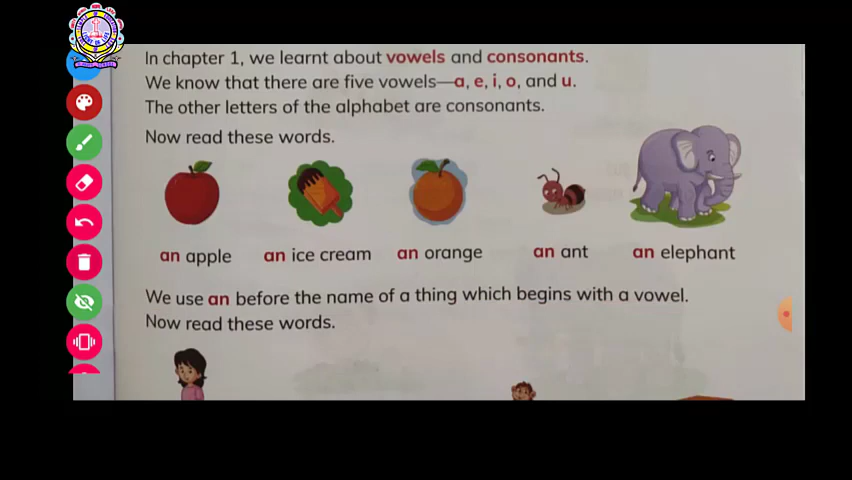 In chapter 1, we learnt about vowels and consonants.
We know that there are five vowels—a, e, i, o, and u.
The other letters of the alphabet are consonants.
Now read these words.
an apple an ice cream an orange an ant an elephant
We use an before the name of a thing which begins with a vowel.
Now read these words.